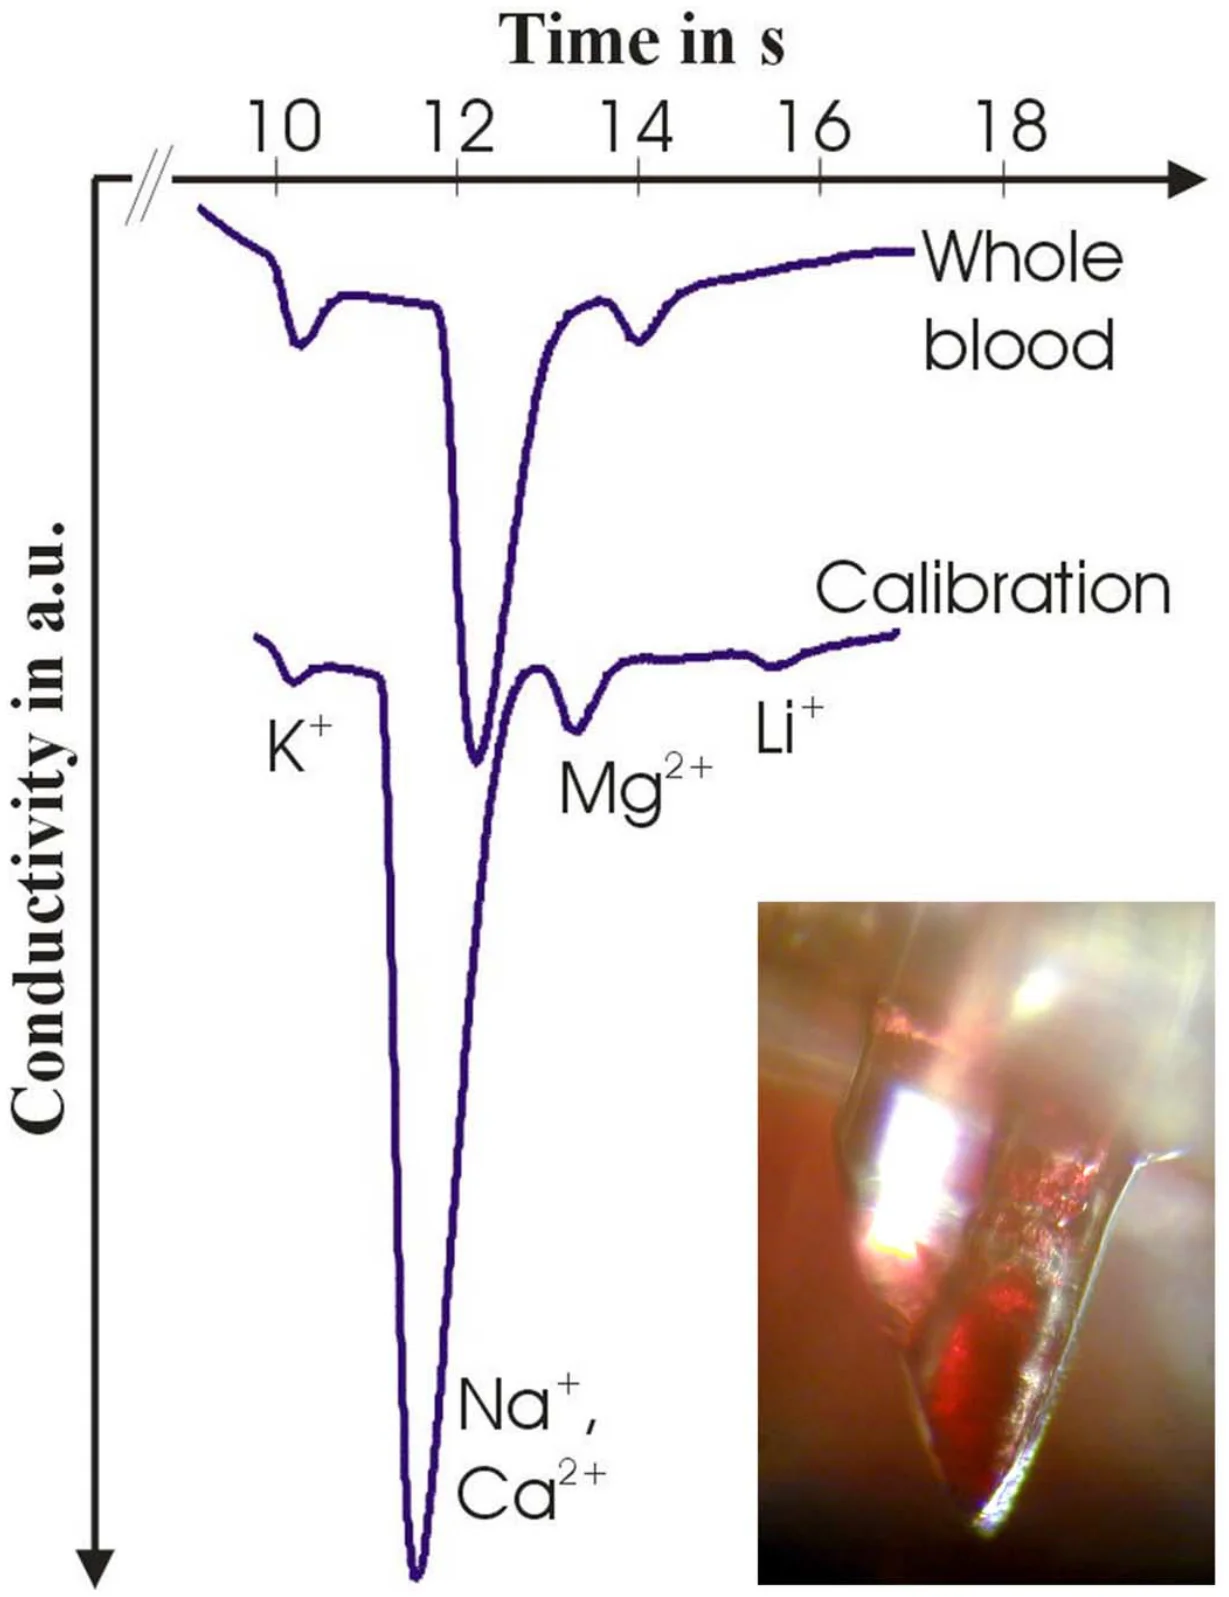 Time in s
10 12 14 16 18
Whole
blood
Conductivity in a.u.
Calibration
K⁺
Li⁺
Mg²⁺
Na⁺,
Ca²⁺